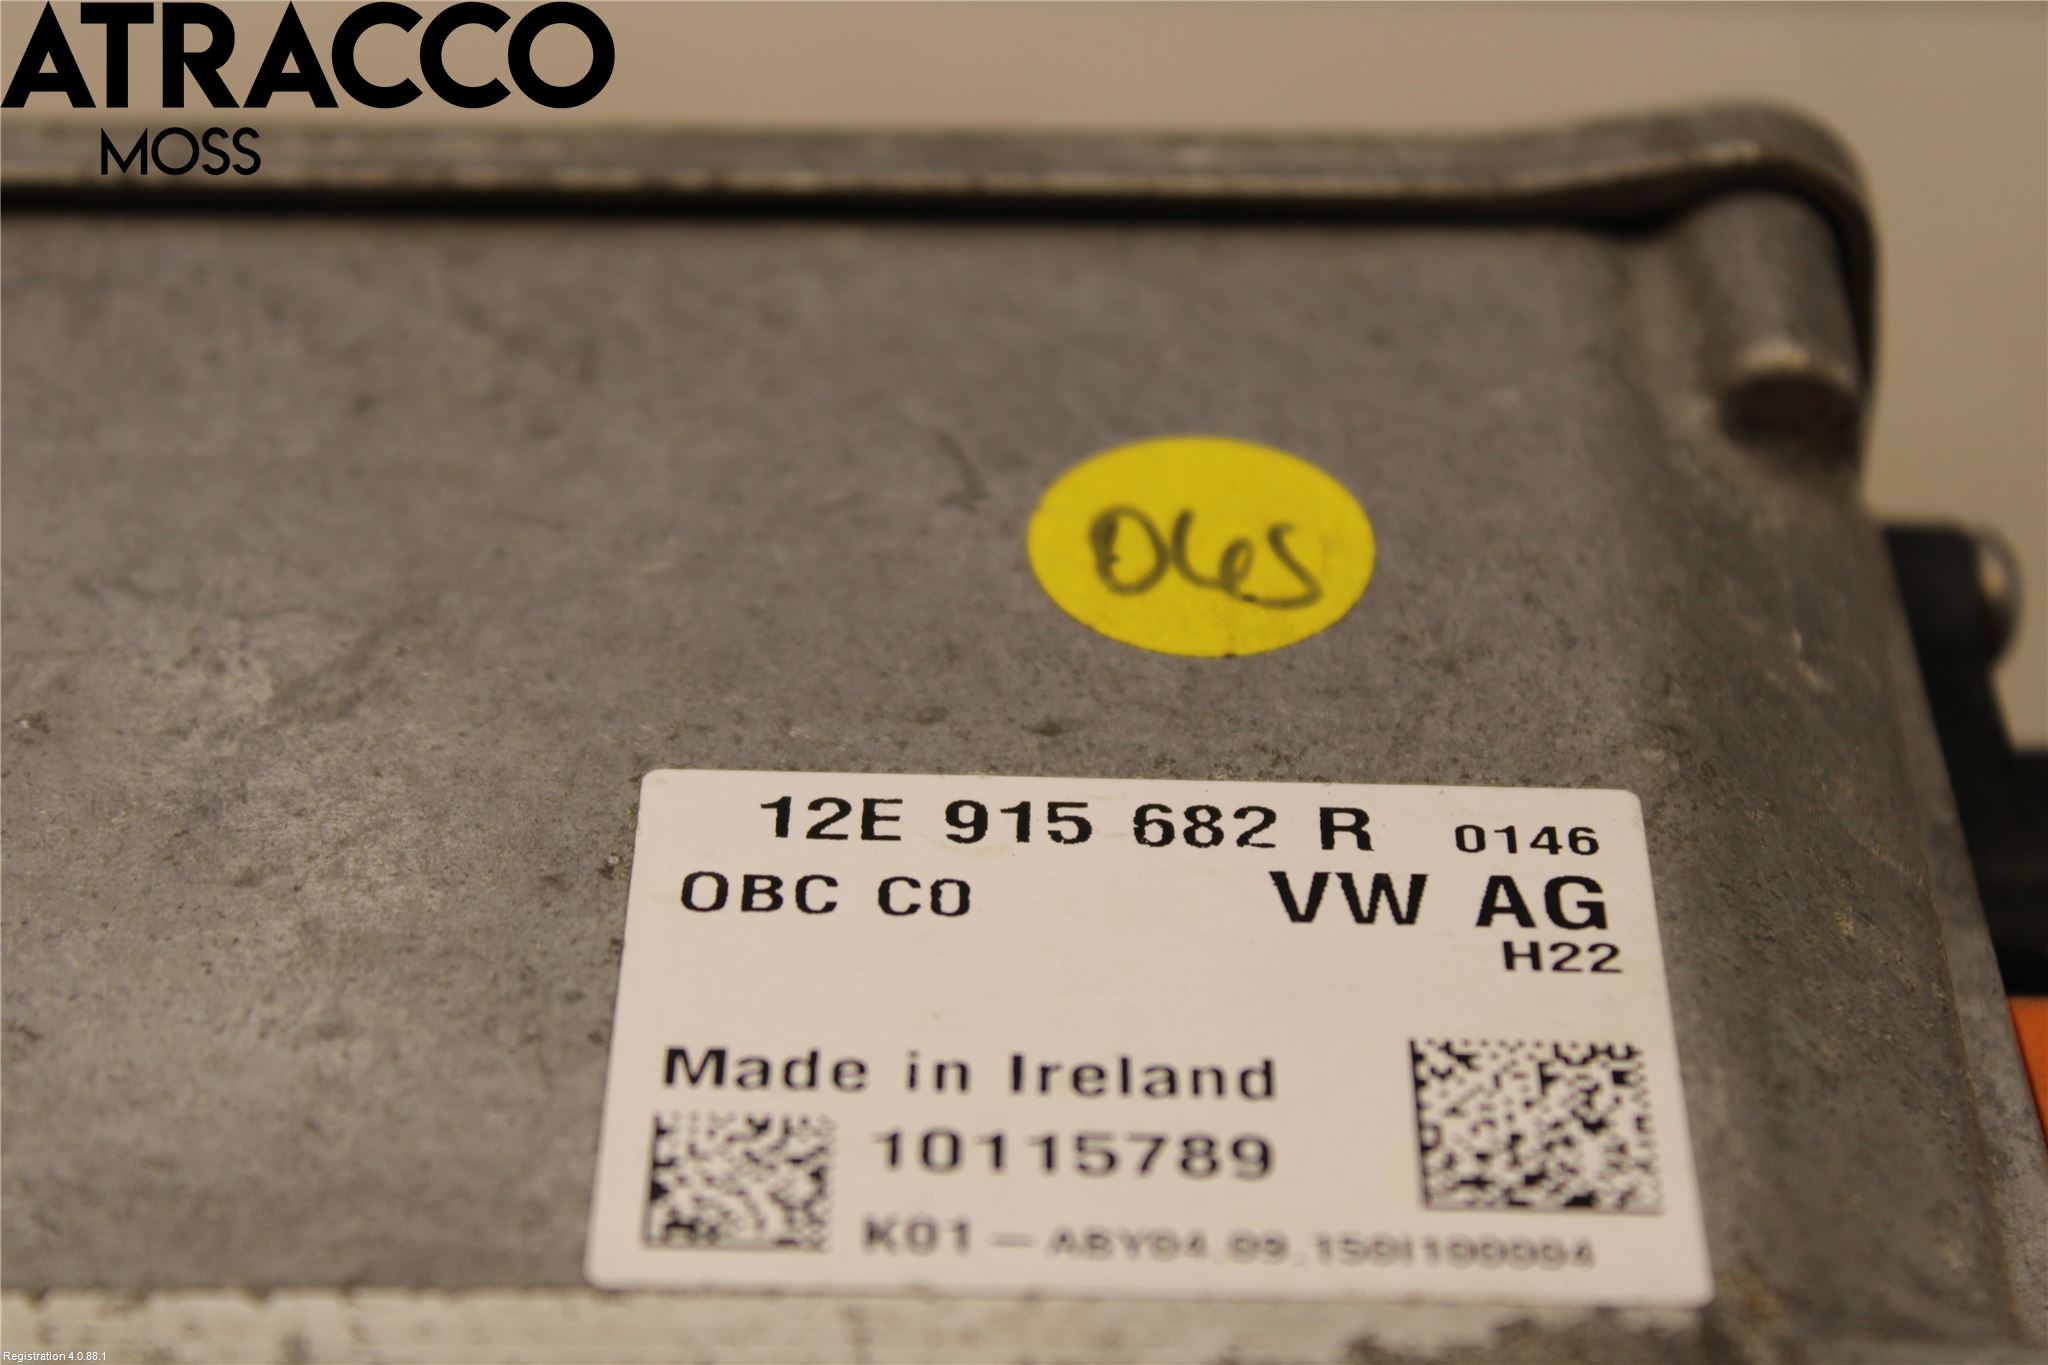 ATRACCO
MOSS
12E 915 682 R 0146
OBC C0 VW AG
H22
Made in Ireland
10115789
K01 –
Registration 4.0.88.1